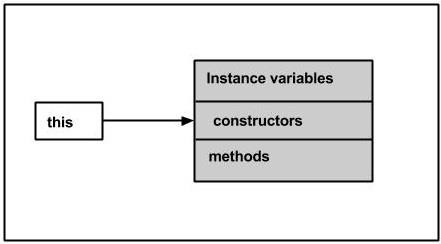 Instance variables
this
constructors
methods